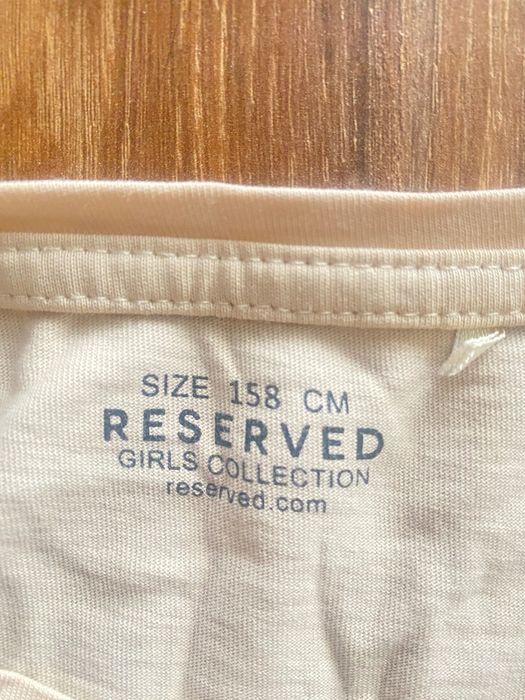 SIZE 158 CM
RESERVED
GIRLS COLLECTION
reserved.com